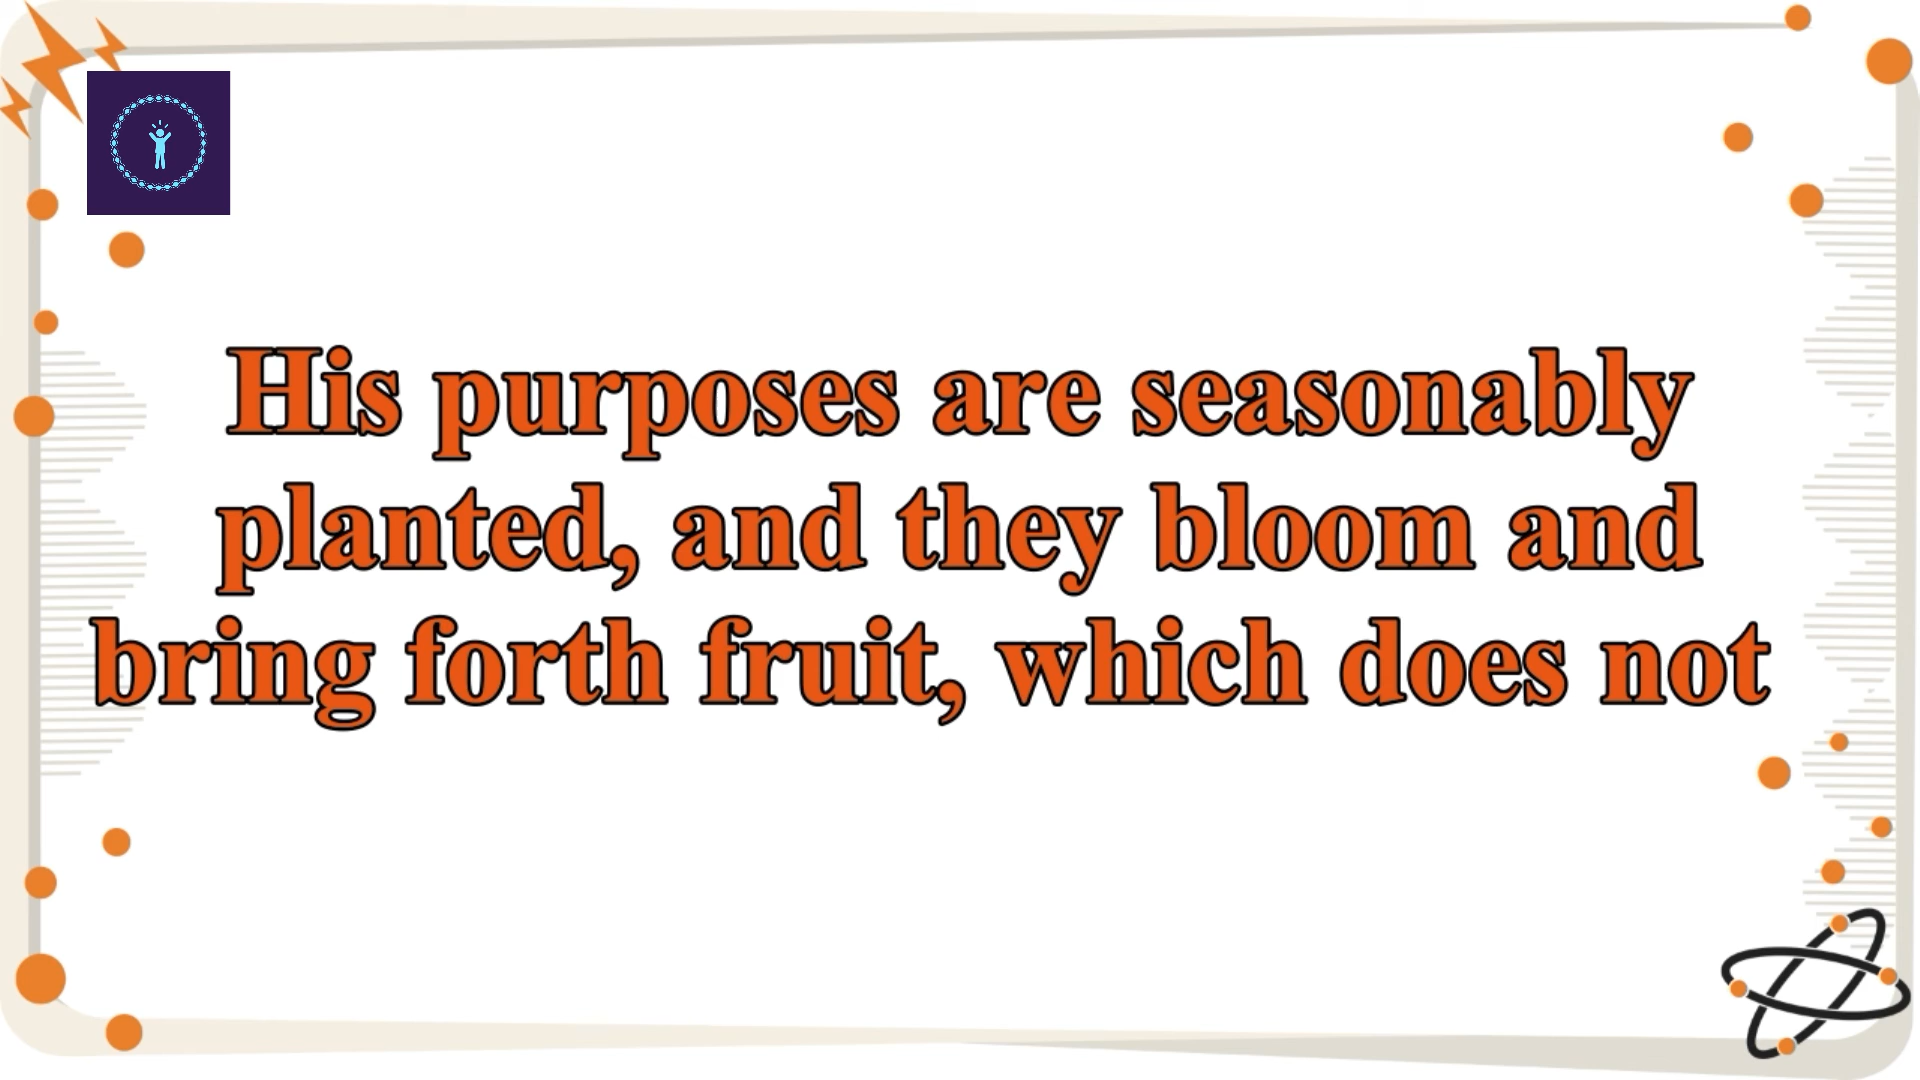 His purposes are seasonably
planted, and they bloom and
bring forth fruit, which does not